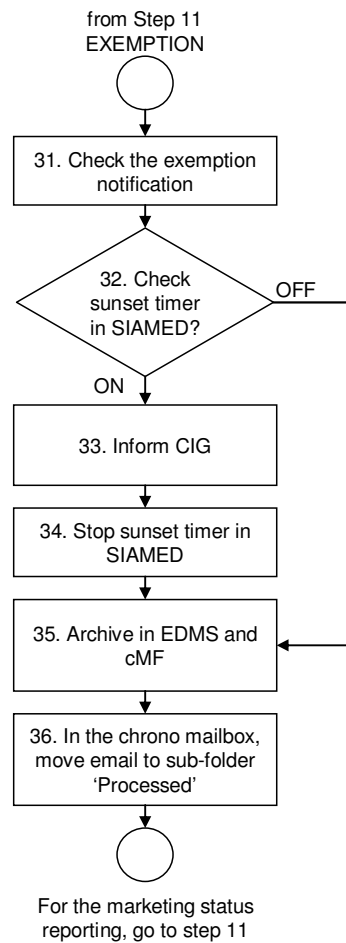 from Step 11
EXEMPTION
31. Check the exemption
notification
32. Check
sunset timer
in SIAMED?
OFF
ON
33. Inform CIG
34. Stop sunset timer in
SIAMED
35. Archive in EDMS and
cMF
36. In the chrono mailbox,
move email to sub-folder
‘Processed’
For the marketing status
reporting, go to step 11